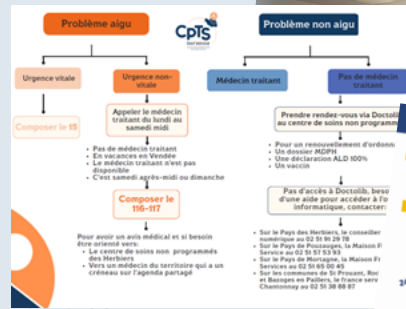 Problème aigu
CPTS
Problème non aigu
Urgence vitale
Urgence non-
vitale
Médecin traitant
Pas de médecin
traitant
Composer le 15
Appeler le médecin
traitant du lundi au
samedi midi
Pas de médecin traitant
En vacances en Vendée
Le médecin traitant n'est pas
disponible
C'est samedi après-midi ou dimanche
Composer le
116-117
Pour avoir un avis médical et si besoin
être orienté vers:
Le centre de soins non programmés
des Herbiers
Vers un médecin du territoire qui a un
créneau sur l'agenda partagé
Prendre rendez-vous via Doctolib
au centre de soins non programm
Pour un renouvellement d'ordonn
Un dossier MDPH
Une déclaration ALD 100%
Un vaccin
Pas d'accès à Doctolib, beso
d'une aide pour accéder à l'o
informatique, contacter:
Sur le Pays des Herbiers, le conseiller
numérique au 02 51 91 29 78
Sur le Pays de Pouzauges, la Maison F
Service au 02 51 57 53 93
Sur le Pays de Mortagne, la Maison F
Services au 02 51 65 00 45
Sur les communes de St Prouant, Roc
et Bazoges en Paillers, le france serv
Chantonnay au 02 51 38 88 87